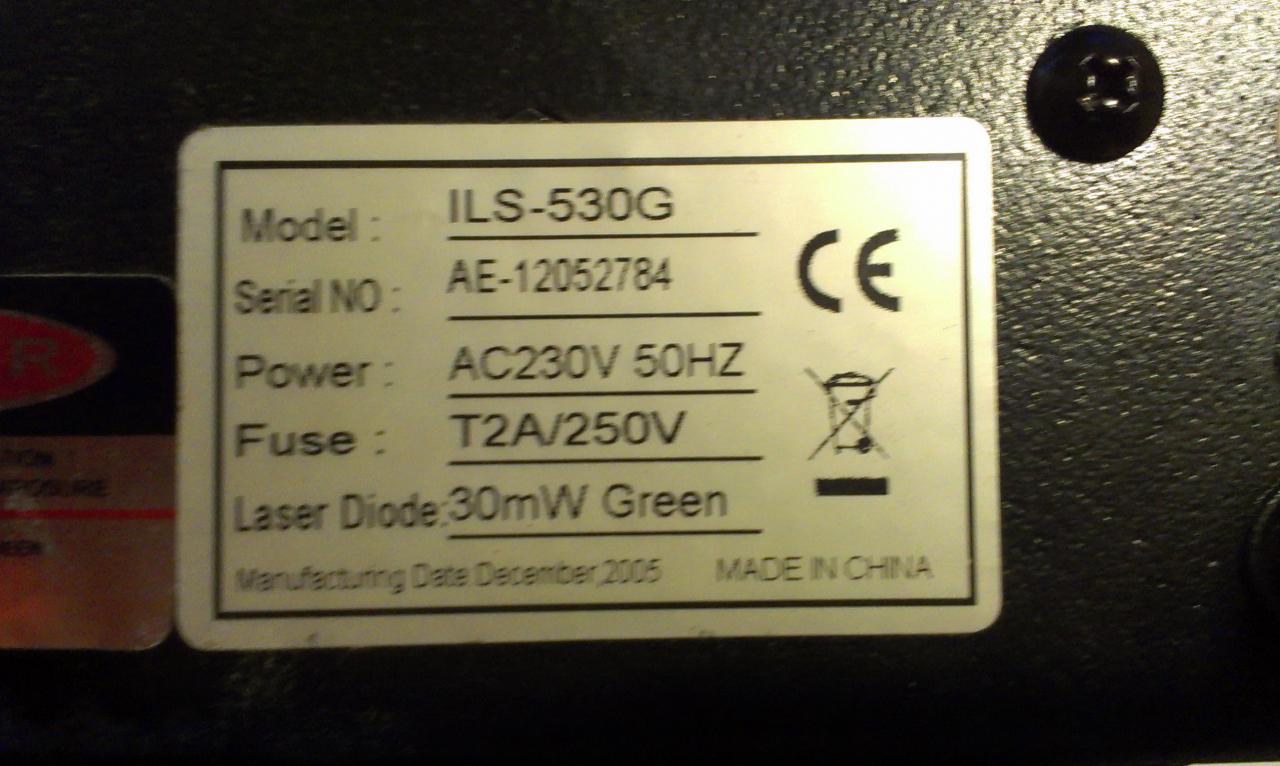 Model : ILS-530G
Serial NO : AE-12052784
Power : AC230V 50HZ
Fuse : T2A/250V
Laser Diode: 30mW Green
Manufacturing Date:December,2005 MADE IN CHINA
CE
R